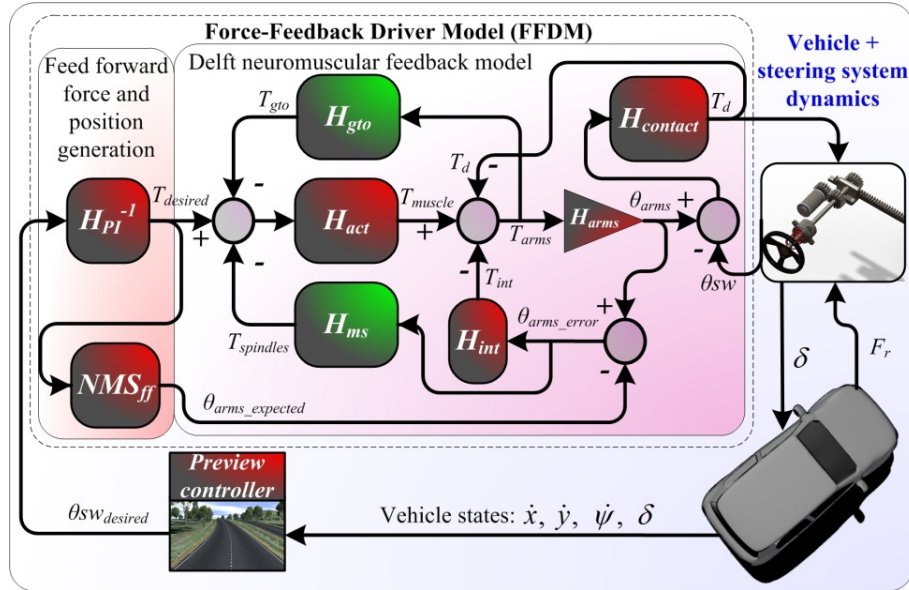 Force-Feedback Driver Model (FFDM)
Feed forward
force and
position
generation
Delft neuromuscular feedback model
Vehicle +
steering system
dynamics
T_gto
H_gto
H_contact
T_d
T_d
-
-
H_PI^-1
T_desired
+
-
H_act
T_muscle
+
-
T_arms
H_arms
θ_arms
+
-
θsw
T_int
T_spindles
H_ms
H_int
θ_arms_error
+
-
NMS_ff
θ_arms_expected
δ
F_r
Preview
controller
θsw_desired
Vehicle states: ẋ, ẏ, ψ̇, δ